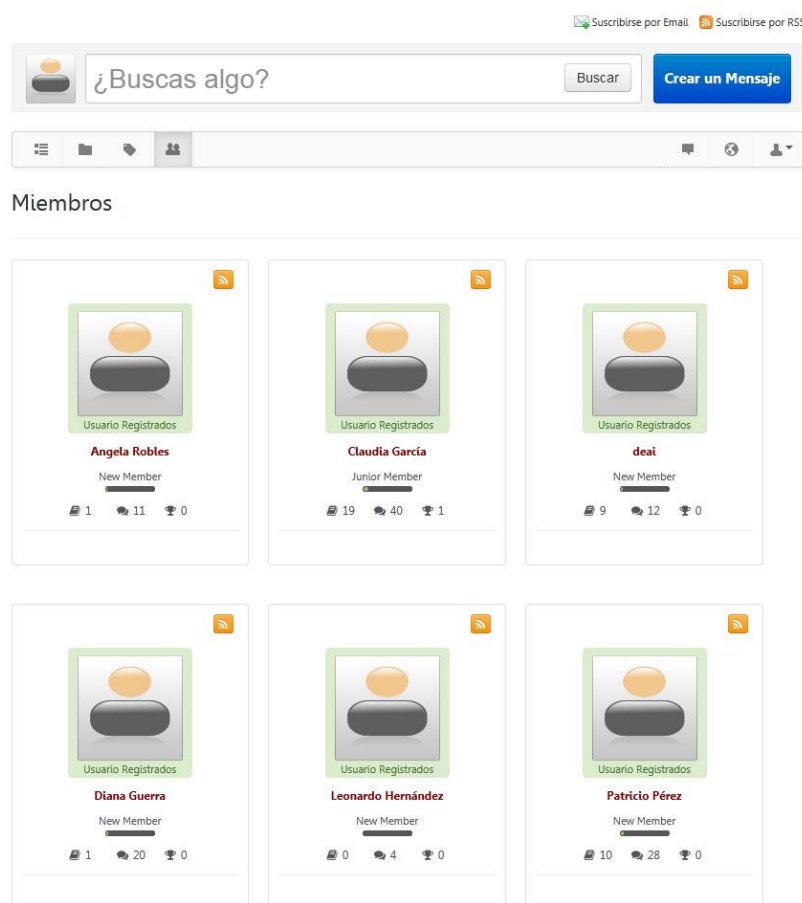 Suscribirse por Email Suscribirse por RSS
¿Buscas algo? Buscar Crear un Mensaje
Miembros
Usuario Registrados Usuario Registrados Usuario Registrados
Angela Robles Claudia García deai
New Member Junior Member New Member
1 11 0 19 40 1 9 12 0
Usuario Registrados Usuario Registrados Usuario Registrados
Diana Guerra Leonardo Hernández Patricio Pérez
New Member New Member New Member
1 20 0 0 4 0 10 28 0